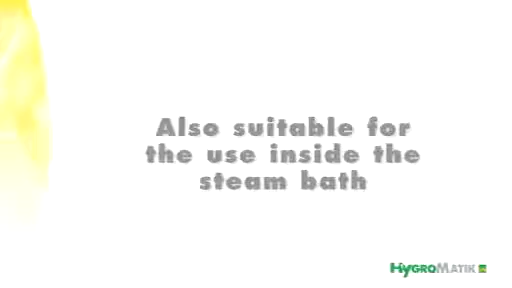 Also suitable for
the use inside the
steam bath
HYGROMATIK